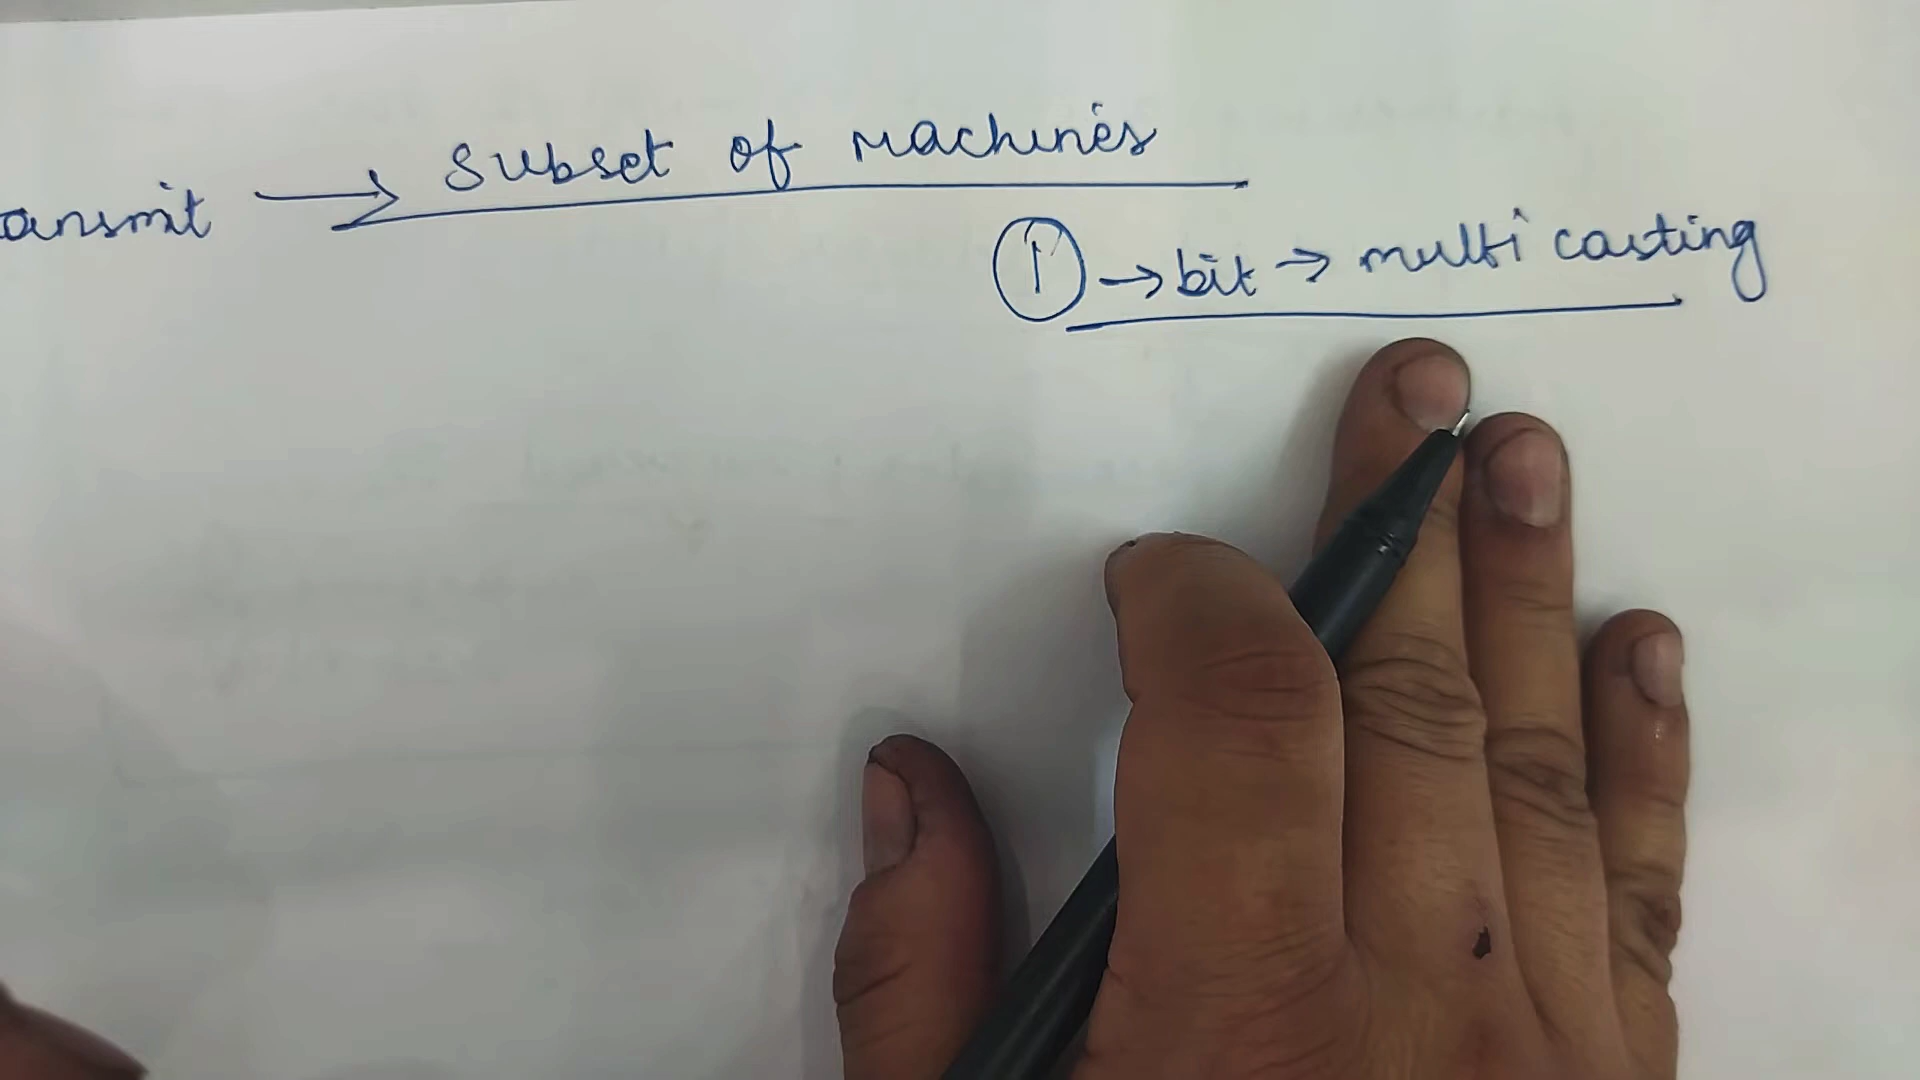 ansmit → subset of machines
1 → bit → multi casting